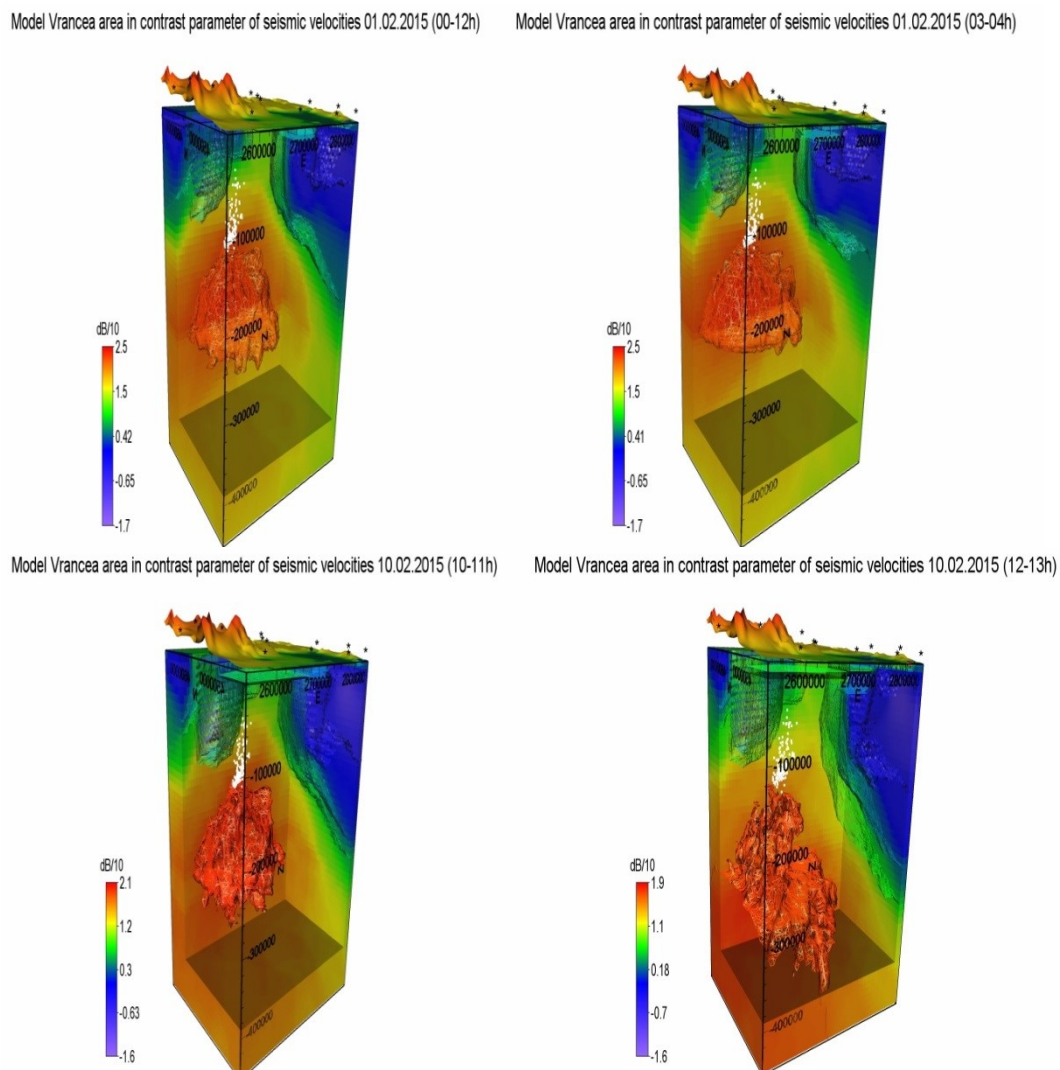 Model Vrancea area in contrast parameter of seismic velocities 01.02.2015 (00-12h)
2600000
2700000
E
-100000
-200000
N
-300000
-400000
dB/10
2.5
1.5
0.42
-0.65
-1.7
Model Vrancea area in contrast parameter of seismic velocities 01.02.2015 (03-04h)
2600000
2700000
E
-100000
-200000
N
-300000
-400000
dB/10
2.5
1.5
0.41
-0.65
-1.7
Model Vrancea area in contrast parameter of seismic velocities 10.02.2015 (10-11h)
2600000
2700000
E
-100000
-200000
N
-300000
-400000
dB/10
2.1
1.2
0.3
-0.63
-1.6
Model Vrancea area in contrast parameter of seismic velocities 10.02.2015 (12-13h)
2600000
2700000
2800000
E
-100000
-200000
N
-300000
-400000
dB/10
1.9
1.1
0.18
-0.7
-1.6